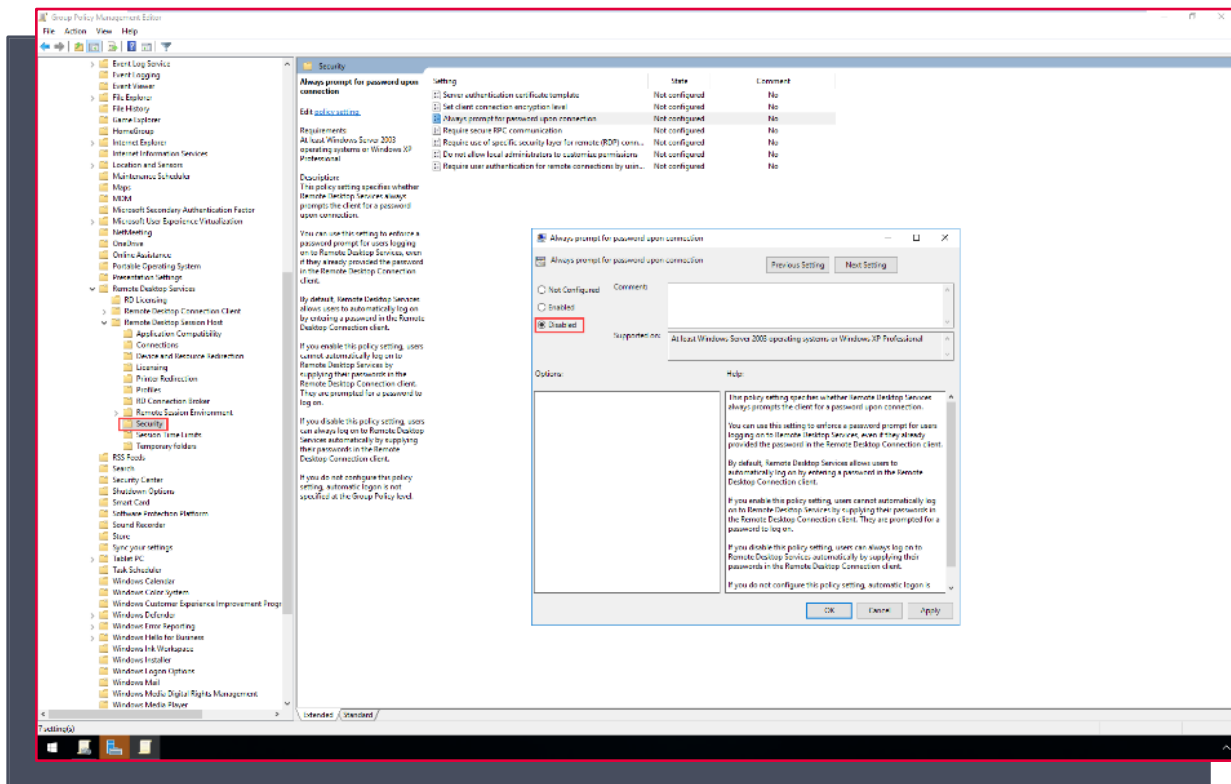 Group Policy Management Editor
File Action View Help
Event Log Service
Event Logging
Event Viewer
File Explorer
File History
Game Explorer
HomeGroup
Internet Explorer
Internet Information Services
Location and Sensors
Maintenance Scheduler
Maps
MDM
Microsoft Secondary Authentication Factor
Microsoft User Experience Virtualization
NetMeeting
OneDrive
Online Assistance
Portable Operating System
Presentation Settings
Remote Desktop Services
RD Licensing
Remote Desktop Connection Client
Remote Desktop Session Host
Application Compatibility
Connections
Device and Resource Redirection
Licensing
Printer Redirection
Profiles
RD Connection Broker
Remote Session Environment
Security
Session Time Limits
Temporary folders
RSS Feeds
Search
Security Center
Shutdown Options
Smart Card
Software Protection Platform
Sound Recorder
Store
Sync your settings
Tablet PC
Task Scheduler
Windows Calendar
Windows Color System
Windows Customer Experience Improvement Progr
Windows Defender
Windows Error Reporting
Windows Hello for Business
Windows Ink Workspace
Windows Installer
Windows Logon Options
Windows Mail
Windows Media Digital Rights Management
Windows Media Player
7 setting(s)
Security
Always prompt for password upon
connection
Edit policy setting
Requirements:
At least Windows Server 2003
operating systems or Windows XP
Professional
Description:
This policy setting specifies whether
Remote Desktop Services always
prompts the client for a password
upon connection.
You can use this setting to enforce a
password prompt for users logging
on to Remote Desktop Services, even
if they already provided the password
in the Remote Desktop Connection
client.
By default, Remote Desktop Services
allows users to automatically log on
by entering a password in the Remote
Desktop Connection client.
If you enable this policy setting, users
cannot automatically log on to
Remote Desktop Services by
supplying their passwords in the
Remote Desktop Connection client.
They are prompted for a password to
log on.
If you disable this policy setting, users
can always log on to Remote Desktop
Services automatically by supplying
their passwords in the Remote
Desktop Connection client.
If you do not configure this policy
setting, automatic logon is not
specified at the Group Policy level.
Setting State Comment
Server authentication certificate template Not configured No
Set client connection encryption level Not configured No
Always prompt for password upon connection Not configured No
Require secure RPC communication Not configured No
Require use of specific security layer for remote (RDP) conn... Not configured No
Do not allow local administrators to customize permissions Not configured No
Require user authentication for remote connections by usin... Not configured No
Extended Standard
Always prompt for password upon connection
Always prompt for password upon connection
Previous Setting Next Setting
Not Configured Comment:
Enabled
Disabled
Supported on: At least Windows Server 2003 operating systems or Windows XP Professional
Options: Help:
This policy setting specifies whether Remote Desktop Services
always prompts the client for a password upon connection.
You can use this setting to enforce a password prompt for users
logging on to Remote Desktop Services, even if they already
provided the password in the Remote Desktop Connection client.
By default, Remote Desktop Services allows users to
automatically log on by entering a password in the Remote
Desktop Connection client.
If you enable this policy setting, users cannot automatically log
on to Remote Desktop Services by supplying their passwords in
the Remote Desktop Connection client. They are prompted for a
password to log on.
If you disable this policy setting, users can always log on to
Remote Desktop Services automatically by supplying their
passwords in the Remote Desktop Connection client.
If you do not configure this policy setting, automatic logon is
OK Cancel Apply